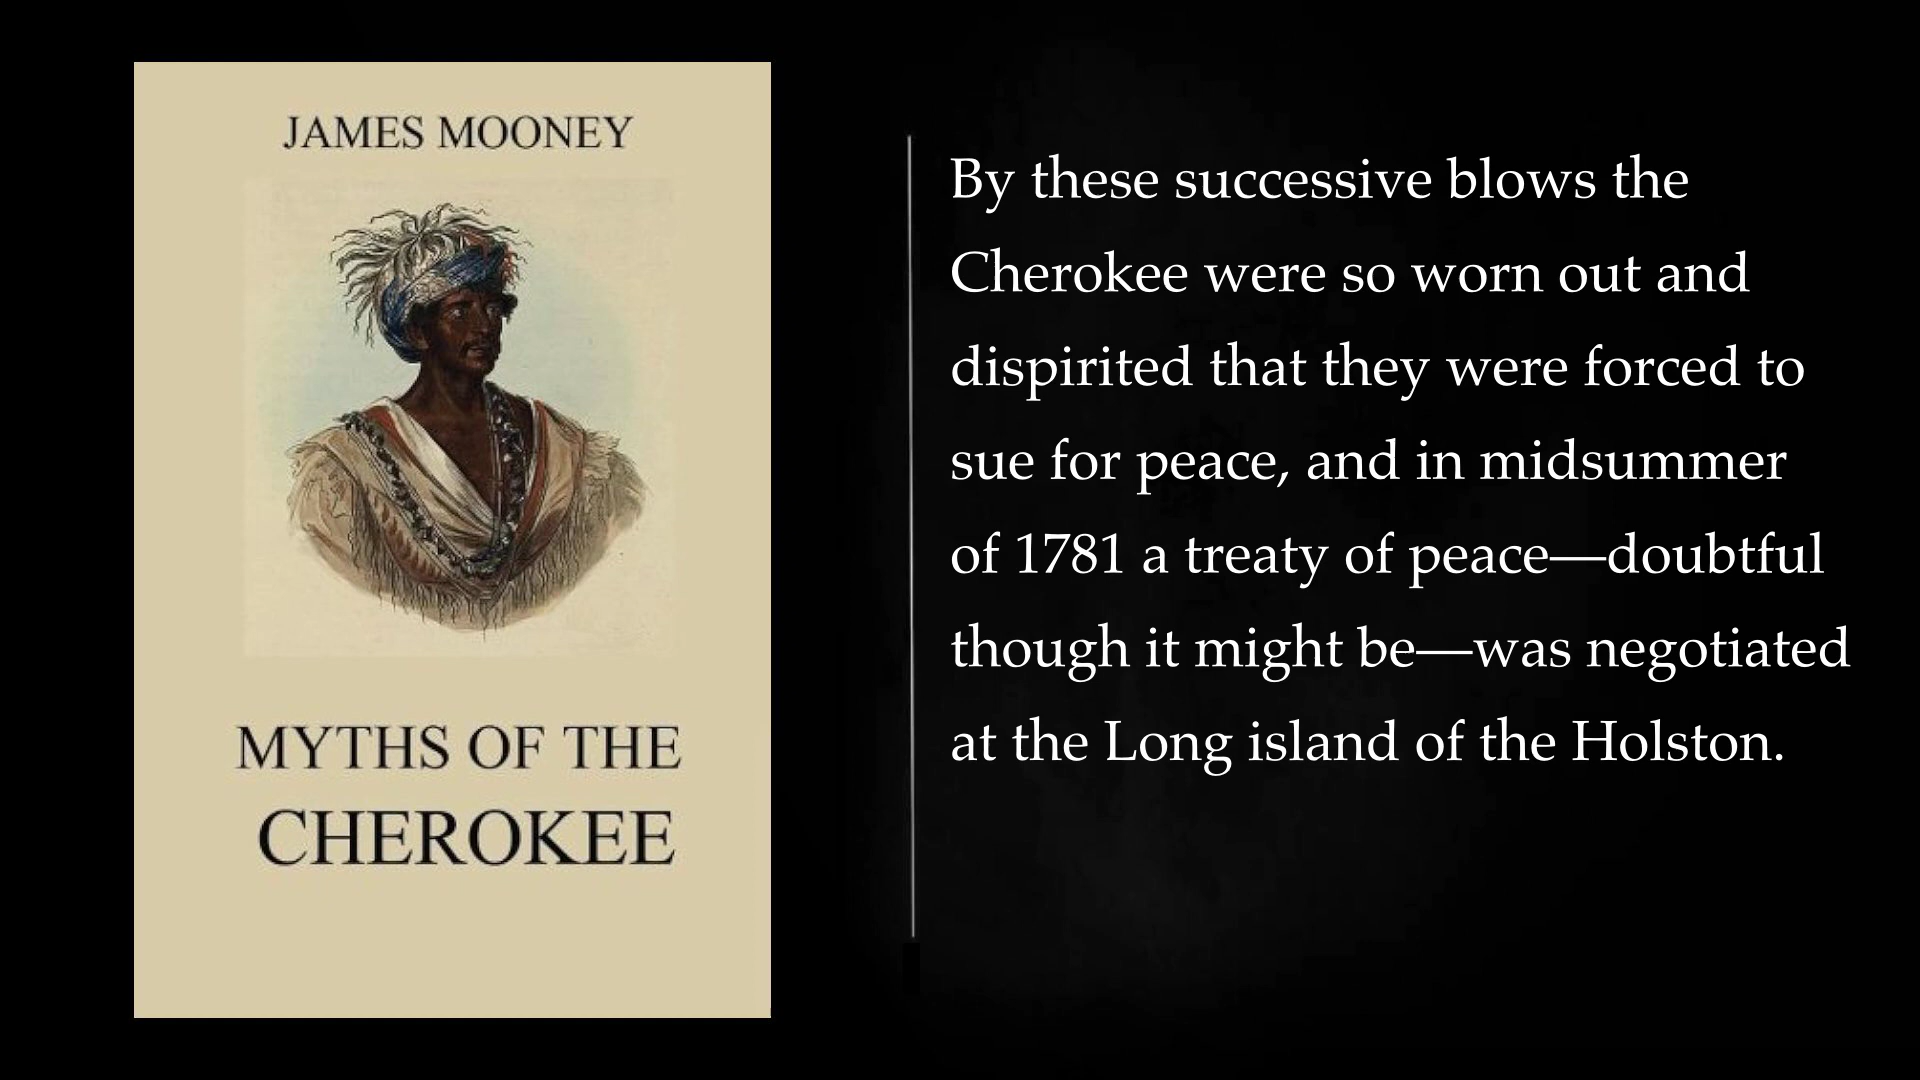 JAMES MOONEY
MYTHS OF THE
CHEROKEE
By these successive blows the
Cherokee were so worn out and
dispirited that they were forced to
sue for peace, and in midsummer
of 1781 a treaty of peace—doubtful
though it might be—was negotiated
at the Long island of the Holston.